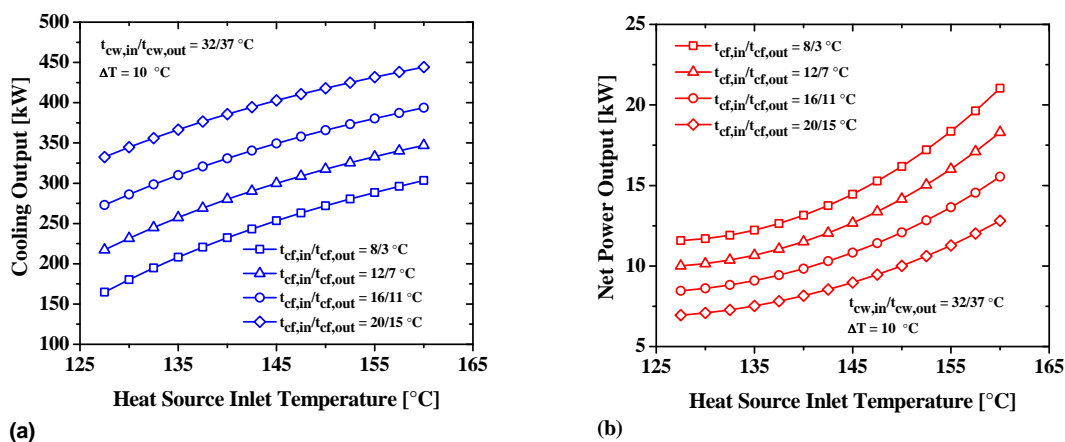 500
450
400
350
300
250
200
150
100
Cooling Output [kW]
t_cw,in/t_cw,out = 32/37 °C
ΔT = 10 °C
t_cf,in/t_cf,out = 8/3 °C
t_cf,in/t_cf,out = 12/7 °C
t_cf,in/t_cf,out = 16/11 °C
t_cf,in/t_cf,out = 20/15 °C
125 135 145 155 165
Heat Source Inlet Temperature [°C]
(a)
25
20
15
10
5
Net Power Output [kW]
t_cf,in/t_cf,out = 8/3 °C
t_cf,in/t_cf,out = 12/7 °C
t_cf,in/t_cf,out = 16/11 °C
t_cf,in/t_cf,out = 20/15 °C
t_cw,in/t_cw,out = 32/37 °C
ΔT = 10 °C
125 135 145 155 165
Heat Source Inlet Temperature [°C]
(b)